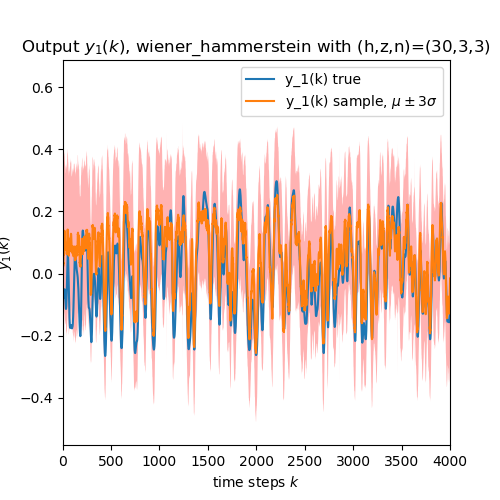 Output y₁(k), wiener_hammerstein with (h,z,n)=(30,3,3)
y_1(k) true
y_1(k) sample, μ ± 3σ
0.6
0.4
0.2
0.0
−0.2
−0.4
y₁(k)
0 500 1000 1500 2000 2500 3000 3500 4000
time steps k